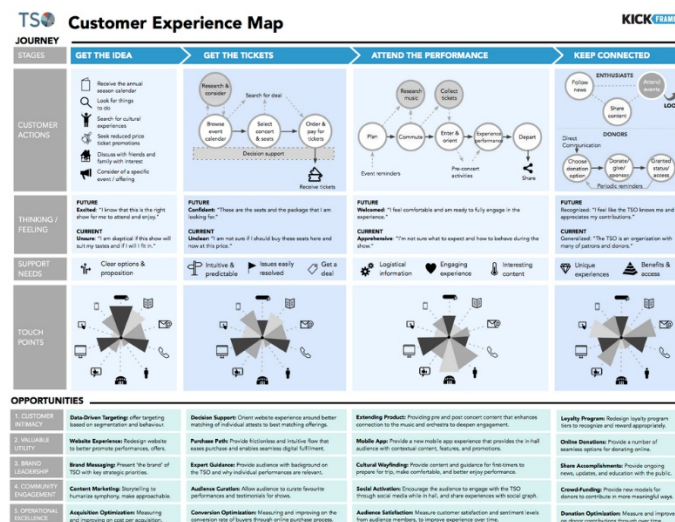 TSO Customer Experience Map
KICKFRAME
JOURNEY
STAGES
GET THE IDEA
GET THE TICKETS
ATTEND THE PERFORMANCE
KEEP CONNECTED
CUSTOMER
ACTIONS
Receive the annual
season calendar
Look for things
to do
Search for cultural
experiences
Seek reduced price
ticket promotions
Discuss with friends and
family with interest
Consider of a specific
event / offering
Research &
consider
Search for deal
Browse
event
calendar
Select
concert
& seats
Order &
pay for
tickets
Decision support
Receive tickets
Research
music
Collect
tickets
Plan
Commute
Enter &
orient
Experience
performance
Depart
Event reminders
Pre-concert
activities
Share
ENTHUSIASTS
Follow
news
Attend
events
Share
content
LOO
DONORS
Direct
Communication
Choose
donation
option
Donate/
give/
sponsor
Granted
status/
access
Periodic reminders
THINKING /
FEELING
FUTURE
Excited: "I know that this is the right
show for me to attend and enjoy."
CURRENT
Unsure: "I am skeptical if this show will
suit my tastes and if I will i fit in."
FUTURE
Confident: "These are the seats and the package that I am
looking for."
CURRENT
Unclear: "I am not sure if I should buy these seats here and
now at this price."
FUTURE
Welcomed: "I feel comfortable and am ready to fully engage in the
experience."
CURRENT
Apprehensive: "I'm not sure what to expect and how to behave during the
show."
FUTURE
Recognized: "I feel like the TSO knows me and
appreciates my contributions."
CURRENT
Generalized: "The TSO is an organization with
many of patrons and donors."
SUPPORT
NEEDS
Clear options &
proposition
Intuitive &
predictable
Issues easily
resolved
Get a
deal
Logistical
information
Engaging
experience
Interesting
content
Unique
experiences
Benefits &
access
TOUCH
POINTS
OPPORTUNITIES
1. CUSTOMER
INTIMACY
Data-Driven Targeting: offer targeting
based on segmentation and behaviour.
Decision Support: Orient website experience around better
matching of individual attests to best matching offerings.
Extending Product: Providing pre and post concert content that enhances
connection to the music and orchestra to deepen engagement.
Loyalty Program: Redesign loyalty program
tiers to recognize and reward appropriately.
2. VALUABLE
UTILITY
Website Experience: Redesign website
to better promote performances, offers.
Purchase Path: Provide frictionless and intuitive flow that
eases purchase and enables seamless digital fulfilment.
Mobile App: Provide a new mobile app experience that provides the in-hall
audience with contextual content, features, and promotions.
Online Donations: Provide a number of
seamless options for donating online.
3. BRAND
LEADERSHIP
Brand Messaging: Present 'the brand' of
TSO with key strategic priorities.
Expert Guidance: Provide audience with background on
the TSO and why individual performances are relevant.
Cultural Wayfinding: Provide content and guidance for first-timers to
prepare for trip, make comfortable, and better enjoy performance.
Share Accomplishments: Provide ongoing
news, updates, and education with the public.
4. COMMUNITY
ENGAGEMENT
Content Marketing: Storytelling to
humanize symphony, make approachable.
Audience Curation: Allow audience to curate favourite
performances and testimonials for shows.
Social Activation: Encourage the audience to engage with the TSO
through social media while in hall, and share experiences with social graph.
Crowd-Funding: Provide new models for
donors to contribute in more meaningful ways.
5. OPERATIONAL
EXCELLENCE
Acquisition Optimization: Measuring
and improving on cost per acquisition.
Conversion Optimization: Measuring and improving on the
conversion rate of buyers through online purchase process.
Audience Satisfaction: Measure customer satisfaction and sentiment levels
from audience members, to improve experience over time.
Donation Optimization: Measure and improve
on donor contributions through over time.